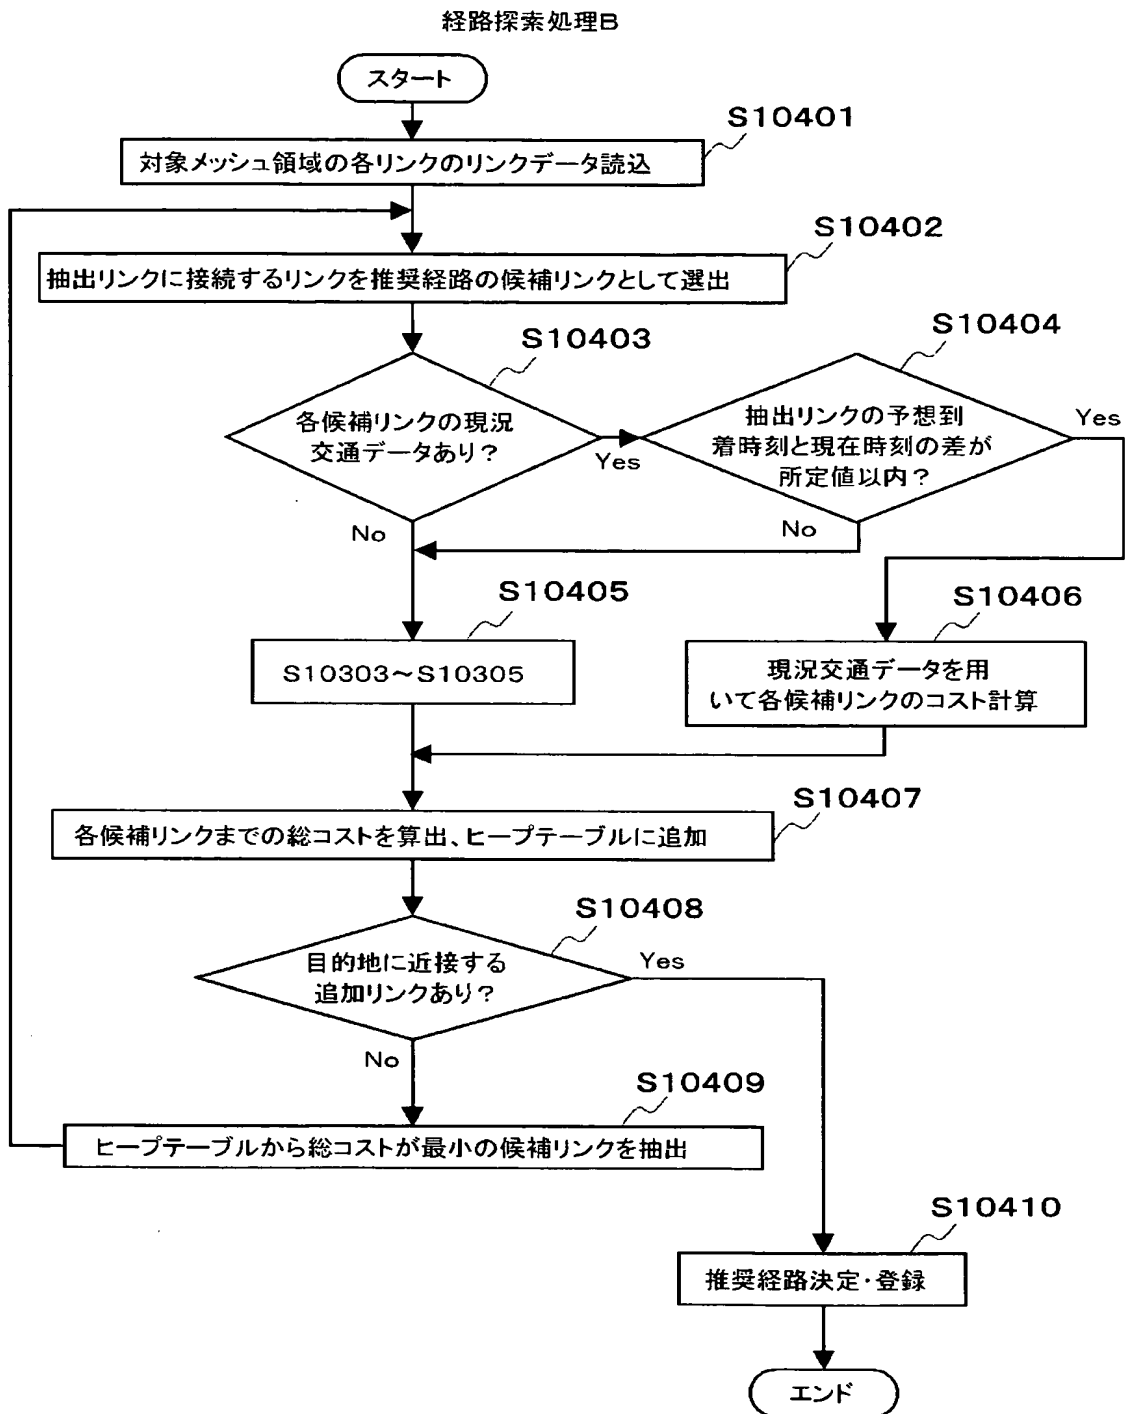 経路探索処理B
スタート
S10401
対象メッシュ領域の各リンクのリンクデータ読込
S10402
抽出リンクに接続するリンクを推奨経路の候補リンクとして選出
S10403
各候補リンクの現況
交通データあり?
Yes
No
S10404
抽出リンクの予想到
着時刻と現在時刻の差が
所定値以内?
Yes
No
S10405
S10303～S10305
S10406
現況交通データを用
いて各候補リンクのコスト計算
S10407
各候補リンクまでの総コストを算出、ヒープテーブルに追加
S10408
目的地に近接する
追加リンクあり?
Yes
No
S10409
ヒープテーブルから総コストが最小の候補リンクを抽出
S10410
推奨経路決定・登録
エンド